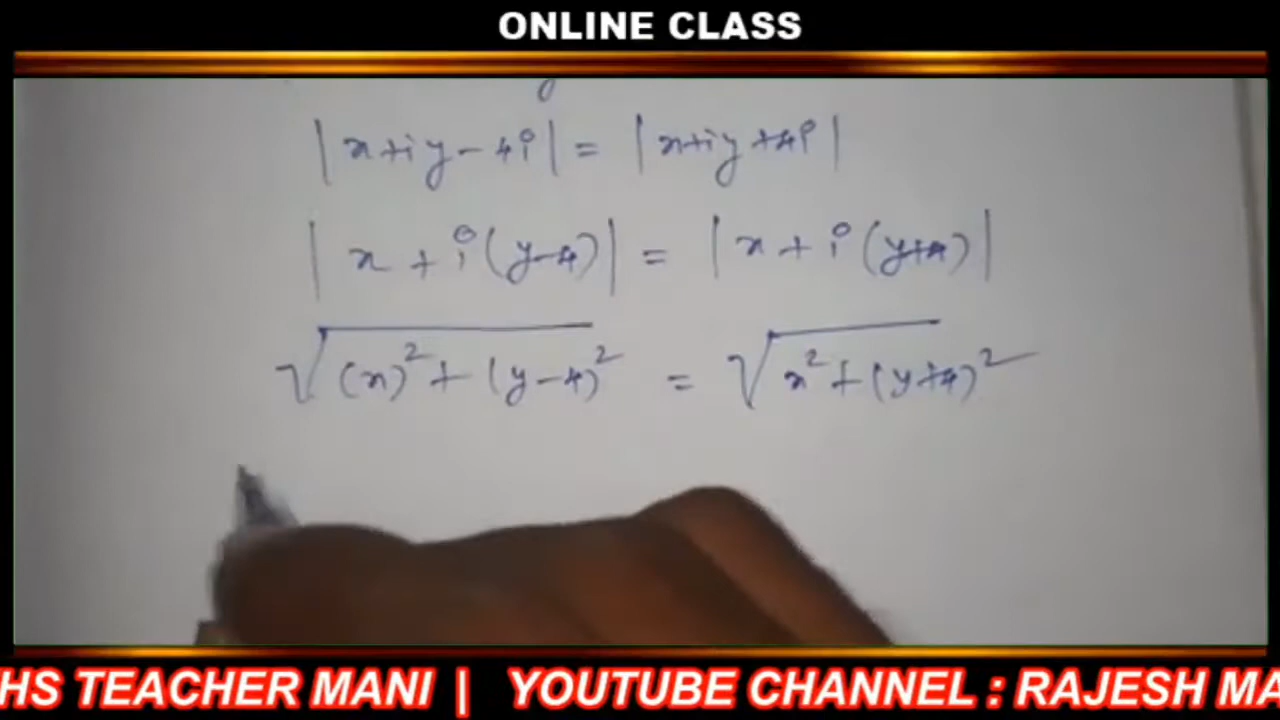 ONLINE CLASS
|x+iy-4i| = |x+iy+4i|
|x+i(y-4)| = |x+i(y+4)|
√(x)²+(y-4)² = √x²+(y+4)²
HS TEACHER MANI | YOUTUBE CHANNEL : RAJESH MA